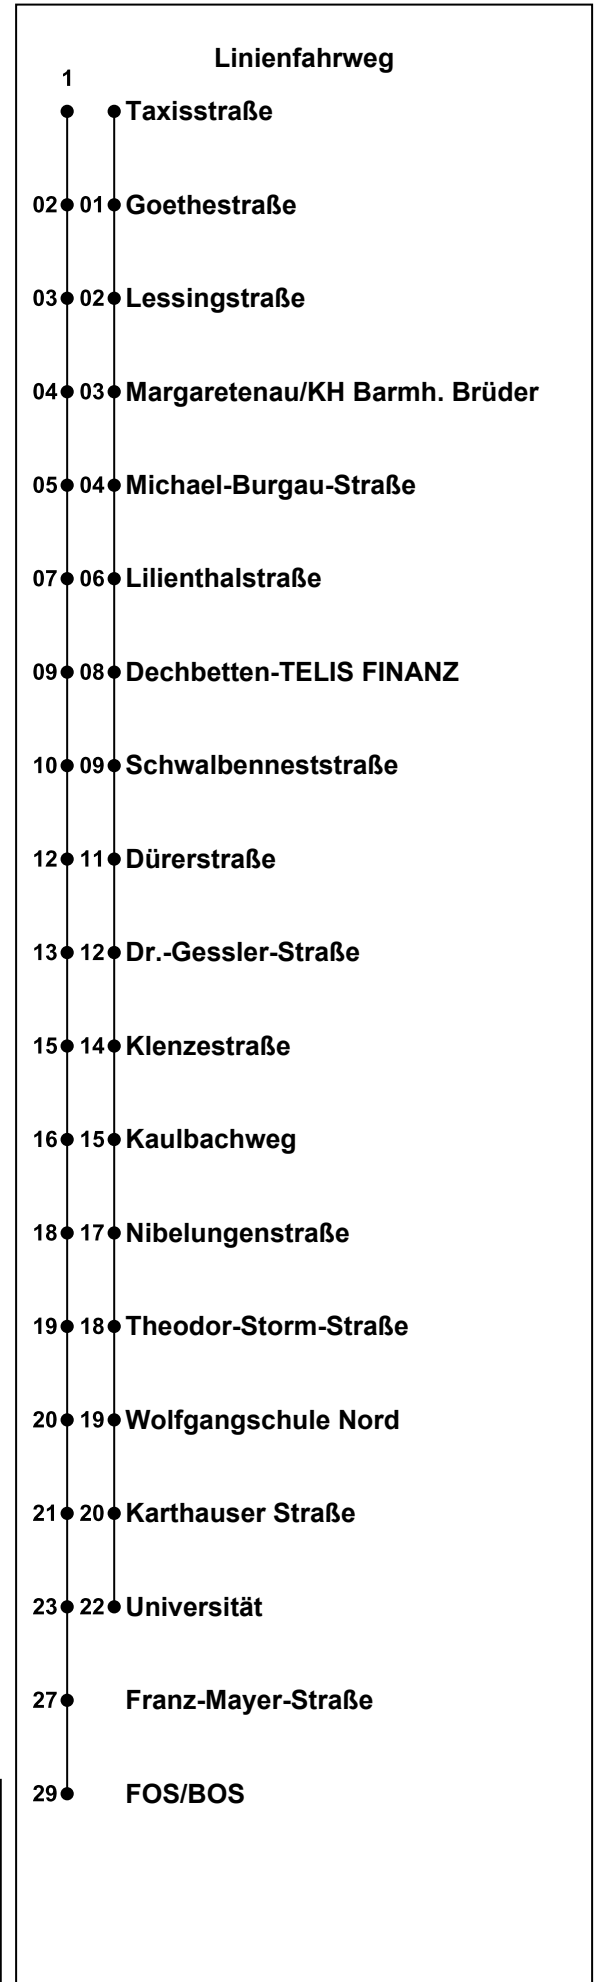 Linienfahrweg
1
Taxisstraße
02 01 Goethestraße
03 02 Lessingstraße
04 03 Margaretenau/KH Barmh. Brüder
05 04 Michael-Burgau-Straße
07 06 Lilienthalstraße
09 08 Dechbetten-TELIS FINANZ
10 09 Schwalbenneststraße
12 11 Dürerstraße
13 12 Dr.-Gessler-Straße
15 14 Klenzestraße
16 15 Kaulbachweg
18 17 Nibelungenstraße
19 18 Theodor-Storm-Straße
20 19 Wolfgangschule Nord
21 20 Karthauser Straße
23 22 Universität
27 Franz-Mayer-Straße
29 FOS/BOS